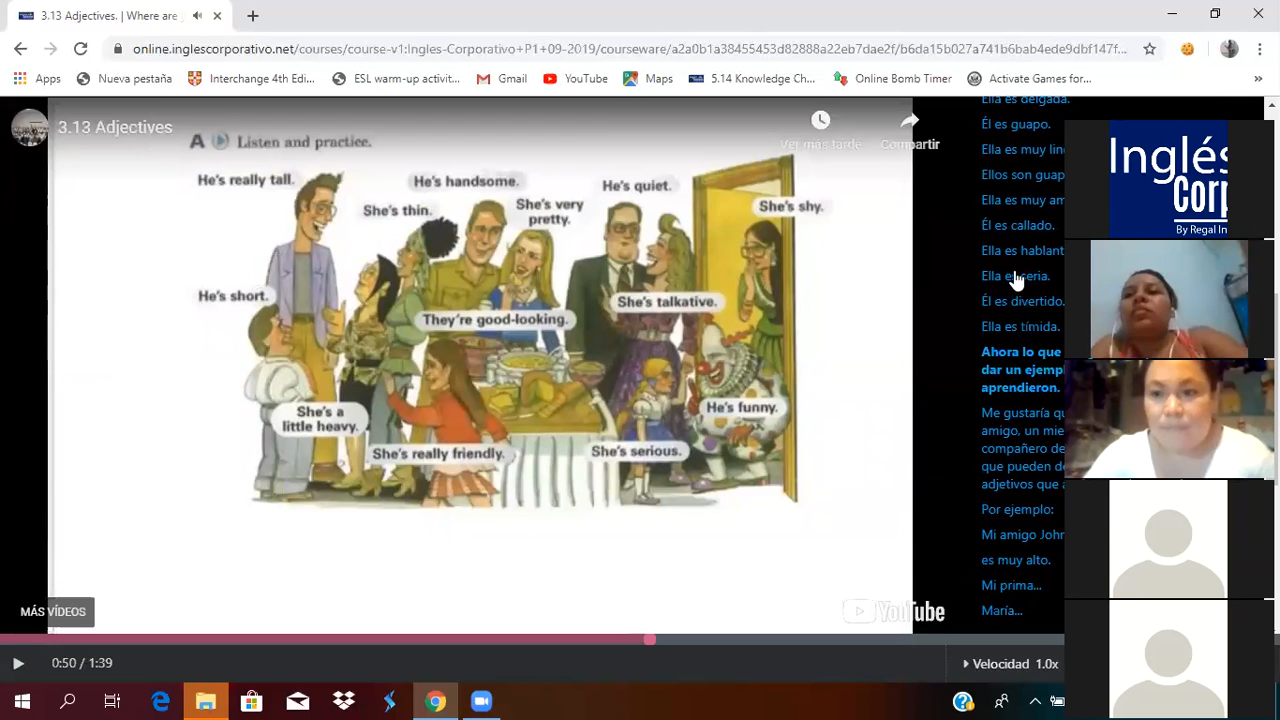 3.13 Adjectives. | Where are
online.inglescorporativo.net/courses/course-v1:Ingles-Corporativo+P1+09-2019/courseware/a2a0b1a38455453d82888a22eb7dae2f/b6da15b027a741b6bab4ede9dbf147f...
Apps
Nueva pestaña
Interchange 4th Edi...
ESL warm-up activit...
Gmail
YouTube
Maps
5.14 Knowledge Ch...
Online Bomb Timer
Activate Games for...
»
3.13 Adjectives
A Listen and practice.
Ver más tarde
Compartir
He's really tall.
He's handsome.
He's quiet.
She's thin.
She's very
pretty.
She's shy.
He's short.
She's talkative.
They're good-looking.
She's a
little heavy.
He's funny.
She's really friendly.
She's serious.
MÁS VÍDEOS
YouTube
0:50 / 1:39
Velocidad 1.0x
Ella es delgada.
Él es guapo.
Ella es muy lin
Ellos son guap
Ella es muy am
Él es callado.
Ella es hablant
Ella es seria.
Él es divertido.
Ella es tímida.
Ahora lo que
dar un ejempl
aprendieron.
Me gustaría qu
amigo, un mie
compañero de
que pueden de
adjetivos que a
Por ejemplo:
Mi amigo John
es muy alto.
Mi prima...
María...
Inglés
Corp
By Regal In